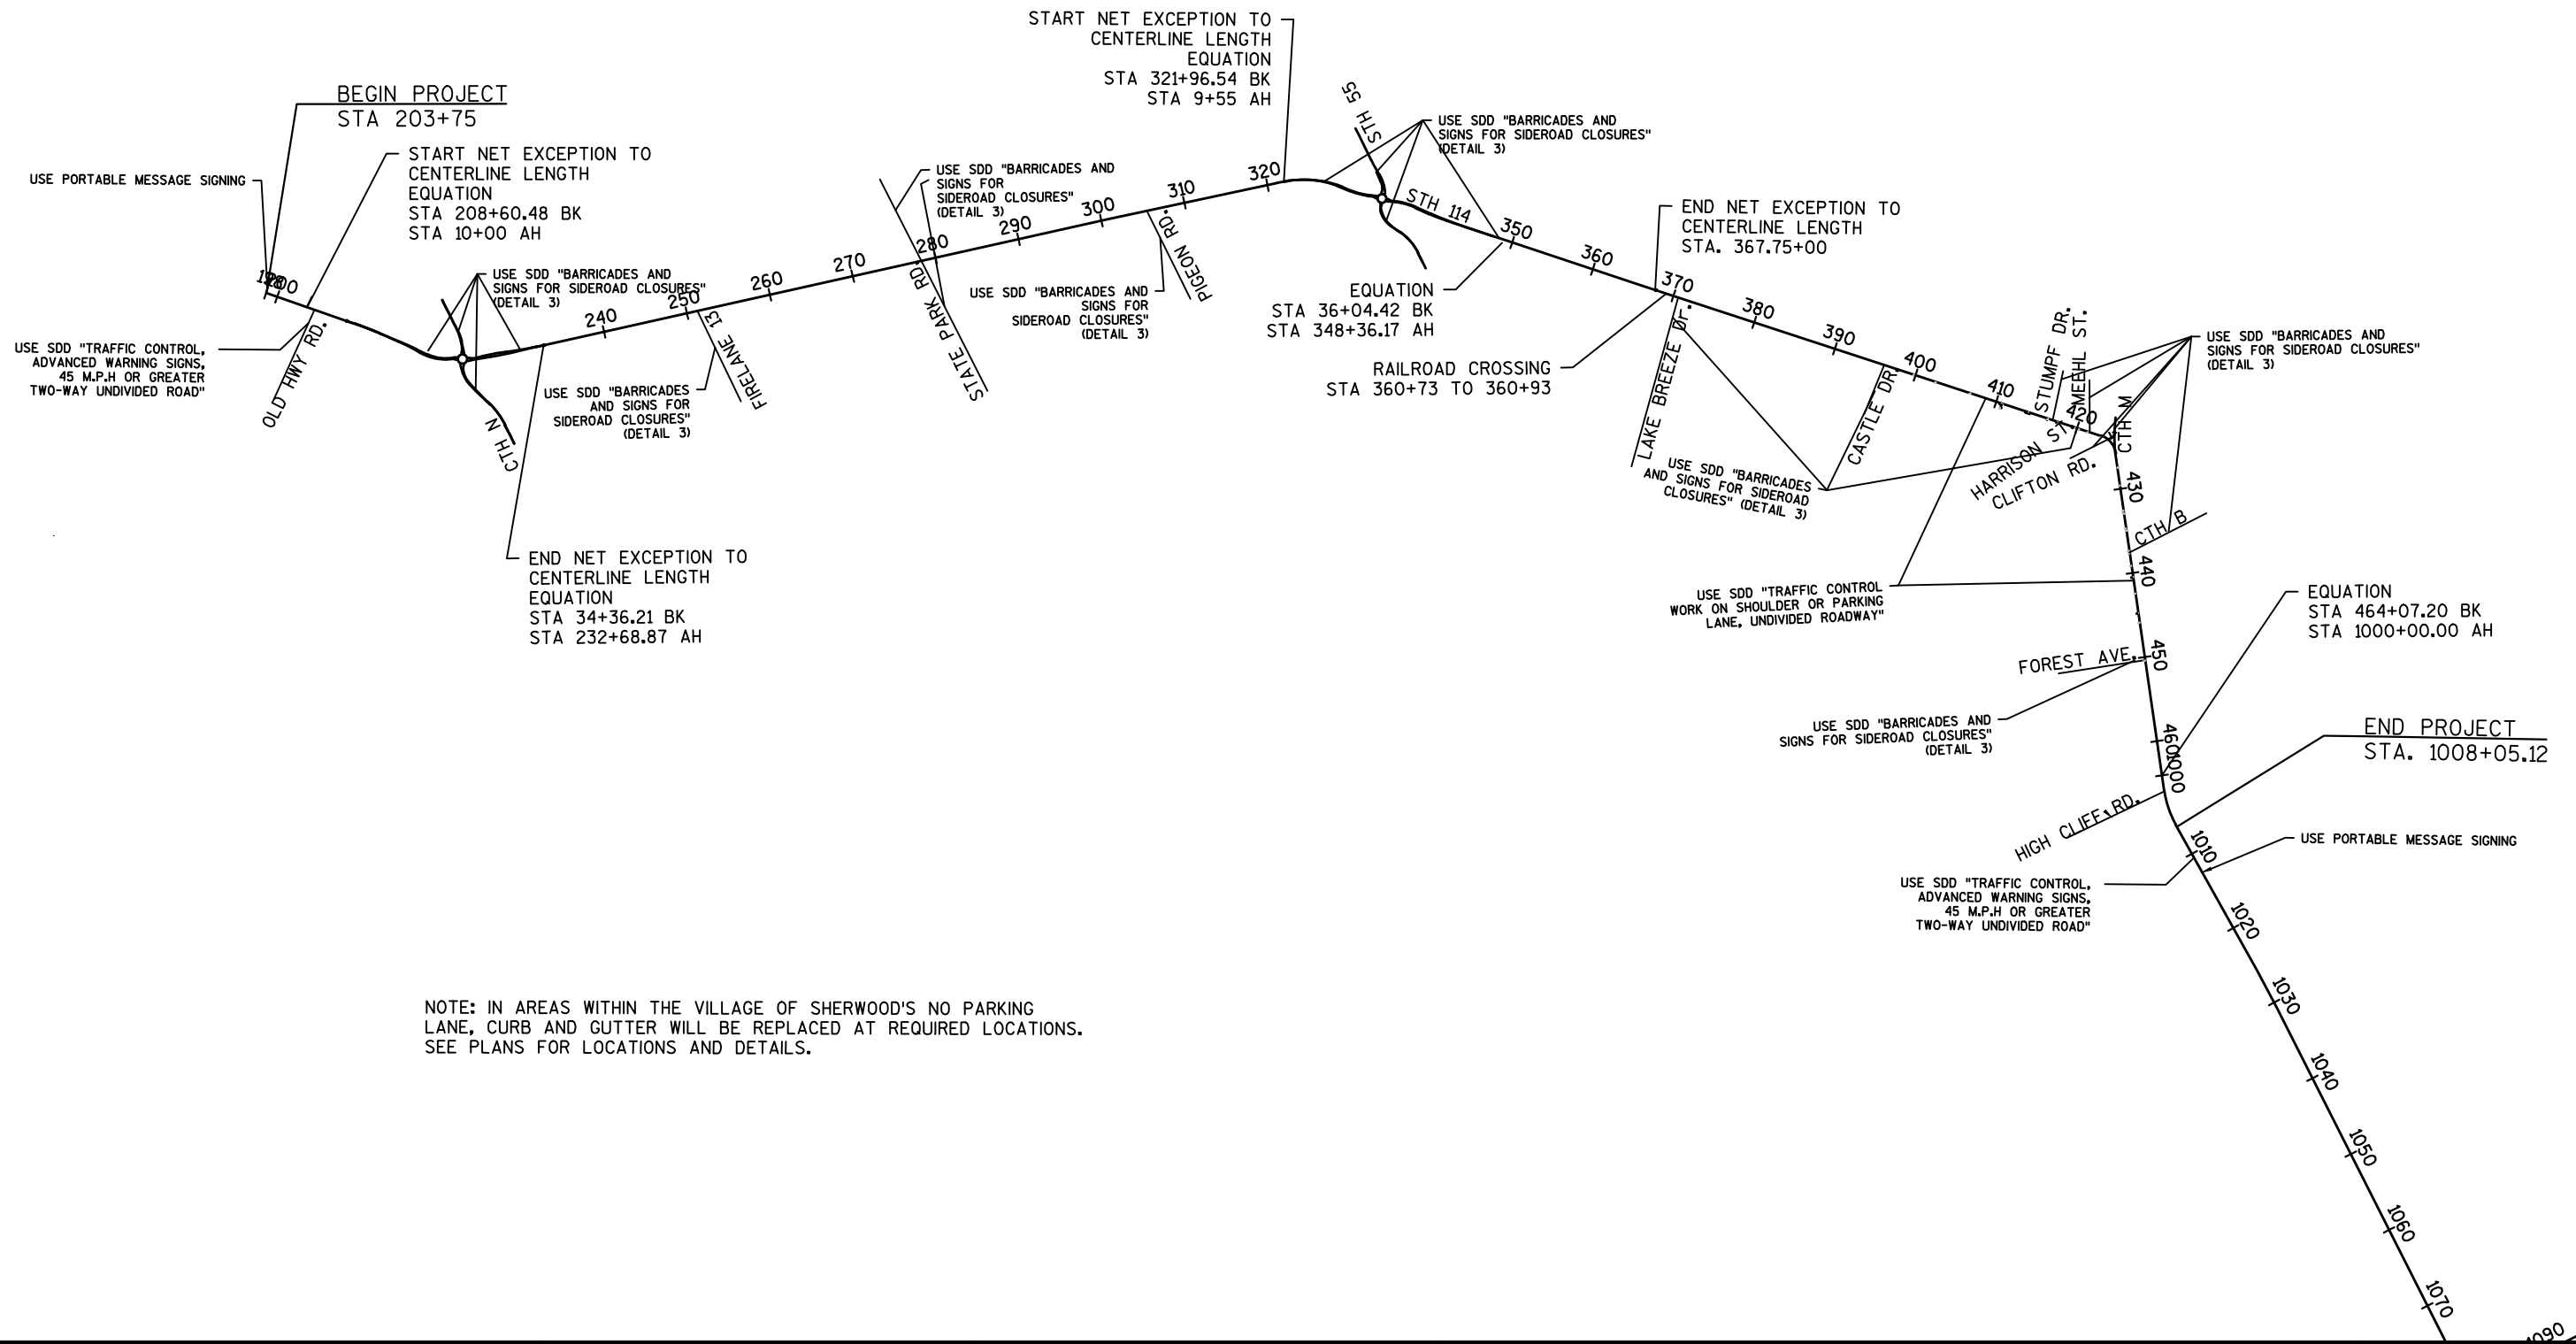 START NET EXCEPTION TO
CENTERLINE LENGTH
EQUATION
STA 321+96.54 BK
STA 9+55 AH
BEGIN PROJECT
STA 203+75
START NET EXCEPTION TO
CENTERLINE LENGTH
EQUATION
STA 208+60.48 BK
STA 10+00 AH
USE PORTABLE MESSAGE SIGNING
200
USE SDD "TRAFFIC CONTROL,
ADVANCED WARNING SIGNS,
45 M.P.H OR GREATER
TWO-WAY UNDIVIDED ROAD"
OLD HWY RD.
USE SDD "BARRICADES AND
SIGNS FOR SIDEROAD CLOSURES"
(DETAIL 3)
CTH N
240
250
260
270
280
290
300
310
320
USE SDD "BARRICADES
AND SIGNS FOR
SIDEROAD CLOSURES"
(DETAIL 3)
FIRELANE 13
END NET EXCEPTION TO
CENTERLINE LENGTH
EQUATION
STA 34+36.21 BK
STA 232+68.87 AH
USE SDD "BARRICADES AND
SIGNS FOR
SIDEROAD CLOSURES"
(DETAIL 3)
STATE PARK RD.
USE SDD "BARRICADES AND
SIGNS FOR
SIDEROAD CLOSURES"
(DETAIL 3)
PIGEON RD.
STH 55
USE SDD "BARRICADES AND
SIGNS FOR SIDEROAD CLOSURES"
(DETAIL 3)
STH 114
350
360
370
380
390
400
410
420
EQUATION
STA 36+04.42 BK
STA 348+36.17 AH
END NET EXCEPTION TO
CENTERLINE LENGTH
STA. 367.75+00
RAILROAD CROSSING
STA 360+73 TO 360+93
LAKE BREEZE Dr.
CASTLE DR.
USE SDD "BARRICADES
AND SIGNS FOR SIDEROAD
CLOSURES" (DETAIL 3)
STUMPF DR.
MEEHL ST.
HARRISON ST.
CLIFTON RD.
CTH M
USE SDD "BARRICADES AND
SIGNS FOR SIDEROAD CLOSURES"
(DETAIL 3)
430
CTH B
440
USE SDD "TRAFFIC CONTROL
WORK ON SHOULDER OR PARKING
LANE, UNDIVIDED ROADWAY"
EQUATION
STA 464+07.20 BK
STA 1000+00.00 AH
FOREST AVE.
450
USE SDD "BARRICADES AND
SIGNS FOR SIDEROAD CLOSURES"
(DETAIL 3)
460
1000
END PROJECT
STA. 1008+05.12
HIGH CLIFF RD.
USE PORTABLE MESSAGE SIGNING
1010
USE SDD "TRAFFIC CONTROL,
ADVANCED WARNING SIGNS,
45 M.P.H OR GREATER
TWO-WAY UNDIVIDED ROAD"
1020
1030
1040
1050
1060
1070
1090
NOTE: IN AREAS WITHIN THE VILLAGE OF SHERWOOD'S NO PARKING
LANE, CURB AND GUTTER WILL BE REPLACED AT REQUIRED LOCATIONS.
SEE PLANS FOR LOCATIONS AND DETAILS.